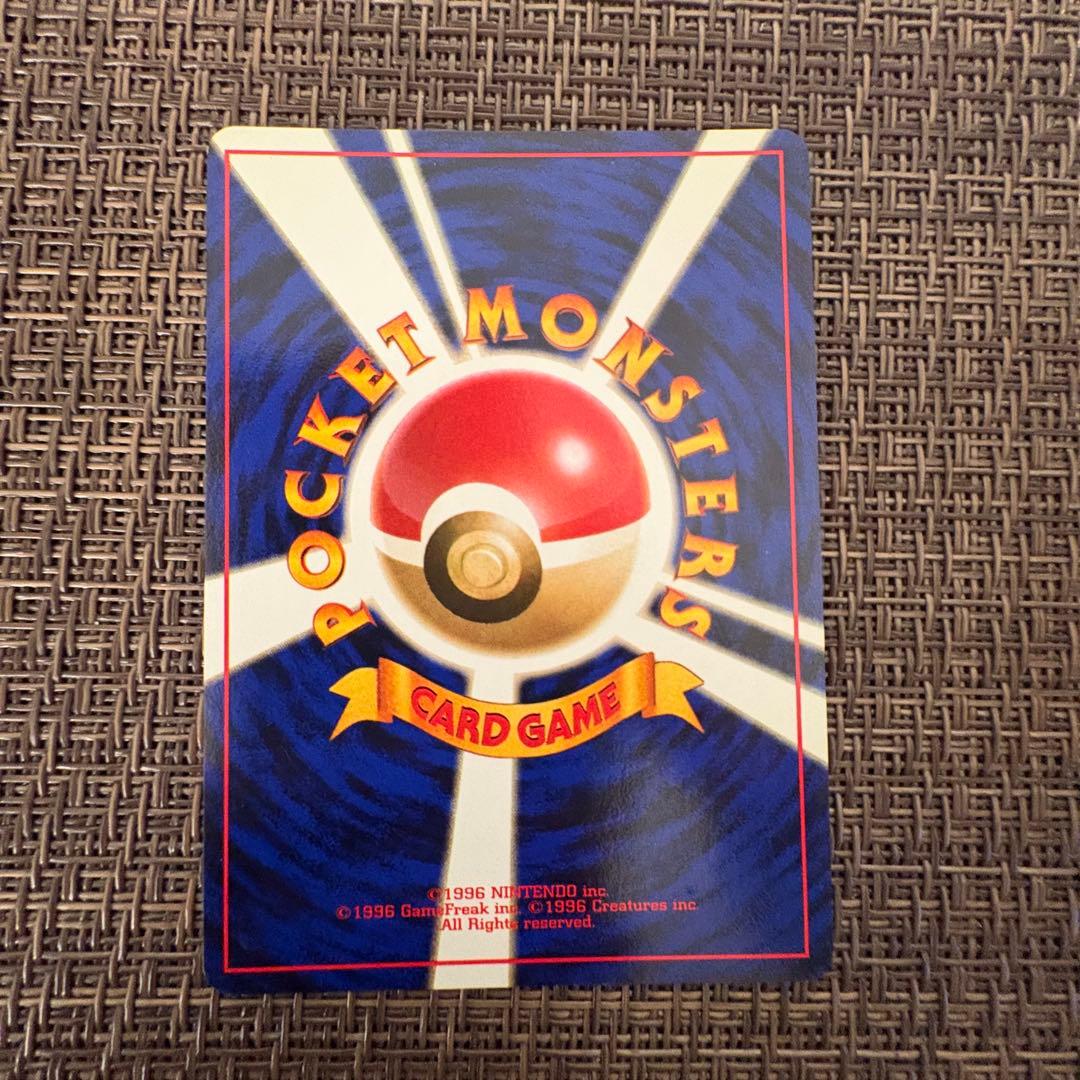 POCKET MONSTERS
CARD GAME
©1996 NINTENDO inc.
©1996 GameFreak inc. ©1996 Creatures inc.
All Rights reserved.